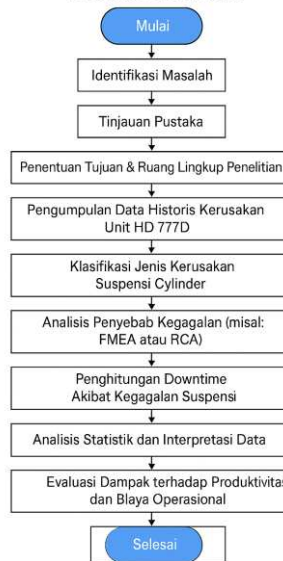 Mulai
Identifikasi Masalah
Tinjauan Pustaka
Penentuan Tujuan & Ruang Lingkup Penelitian
Pengumpulan Data Historis Kerusakan
Unit HD 777D
Klasifikasi Jenis Kerusakan
Suspensi Cylinder
Analisis Penyebab Kegagalan (misal:
FMEA atau RCA)
Penghitungan Downtime
Akibat Kegagalan Suspensi
Analisis Statistik dan Interpretasi Data
Evaluasi Dampak terhadap Produktivitas
dan Blaya Operasional
Selesai